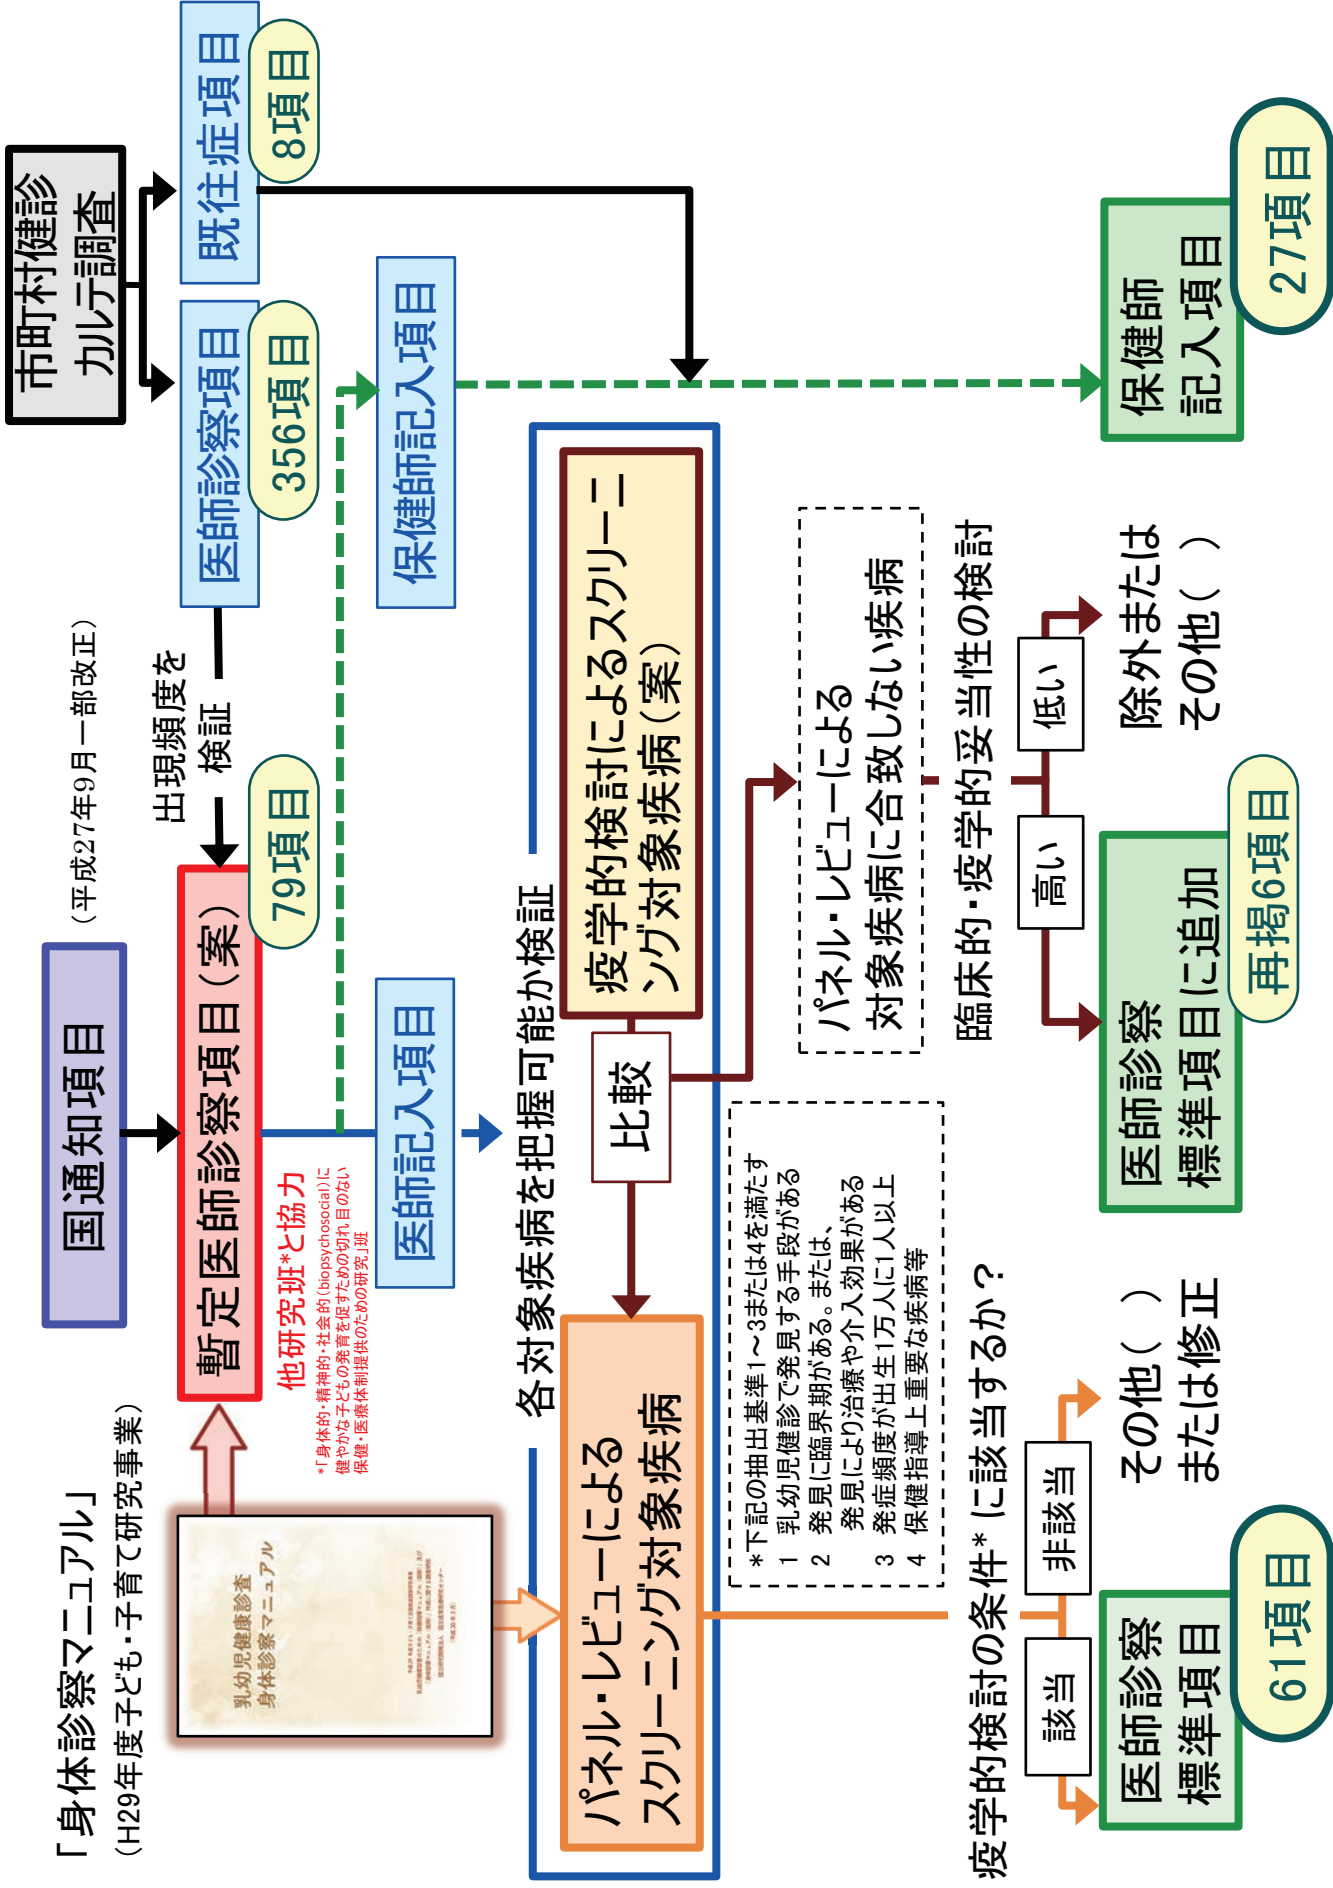 「身体診察マニュアル」
（H29年度子ども・子育て研究事業）
乳幼児健康診査
身体診察マニュアル
国通知項目
（平成27年9月一部改正）
市町村健診
カルテ調査
暫定医師診察項目（案）
79項目
出現頻度を
検証
医師診察項目
356項目
既往症項目
8項目
他研究班*と協力
*「身体的・精神的・社会的（biopsychosocial）に
健やかな子どもの発育を促すための切れ目のない
保健・医療体制提供のための研究」班
医師記入項目
保健師記入項目
各対象疾病を把握可能か検証
パネル・レビューによる
スクリーニング対象疾病
比較
疫学的検討によるスクリーニ
ング対象疾病（案）
*下記の抽出基準1～3または4を満たす
1 乳幼児健診で発見する手段がある
2 発見に臨界期がある。または、
発見により治療や介入効果がある
3 発症頻度が出生1万人に1人以上
4 保健指導上重要な疾病等
パネル・レビューによる
対象疾病に合致しない疾病
疫学的検討の条件*に該当するか？
該当
非該当
臨床的・疫学的妥当性の検討
高い
低い
医師診察
標準項目
61項目
その他（ ）
または修正
医師診察
標準項目に追加
再掲6項目
除外または
その他（ ）
保健師
記入項目
27項目